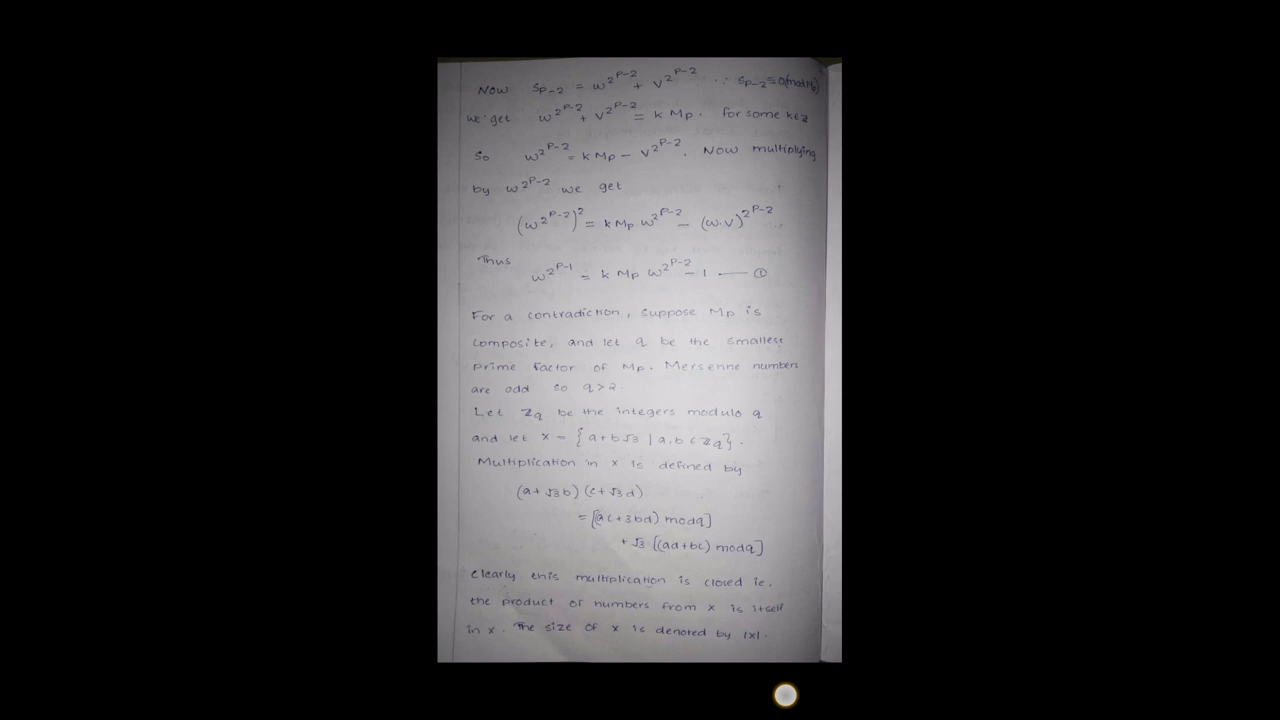 Now S_{P-2} = ω^{2^{P-2}} + v^{2^{P-2}} ∵ S_{P-2} ≡ 0(mod Mp)
we get ω^{2^{P-2}} + v^{2^{P-2}} = k Mp. for some k∈z
So ω^{2^{P-2}} = k Mp - v^{2^{P-2}}. Now multiplying
by ω^{2^{P-2}} we get
(ω^{2^{P-2}})^2 = k Mp ω^{2^{P-2}} - (ω.v)^{2^{P-2}}
Thus
ω^{2^{P-1}} = k Mp ω^{2^{P-2}} - 1 —— ①
For a contradiction, suppose Mp is
composite, and let q be the smallest
prime factor of Mp. Mersenne numbers
are odd so q>2.
Let Z_q be the integers modulo q
and let X = {a+b√3 | a,b ∈ Z_q}.
Multiplication in X is defined by
(a+√3b) (c+√3d)
= [(ac+3bd) modq]
+ √3 [(ad+bc) modq]
Clearly this multiplication is closed ie,
the product of numbers from X is itself
in X. The size of X is denoted by |X|.